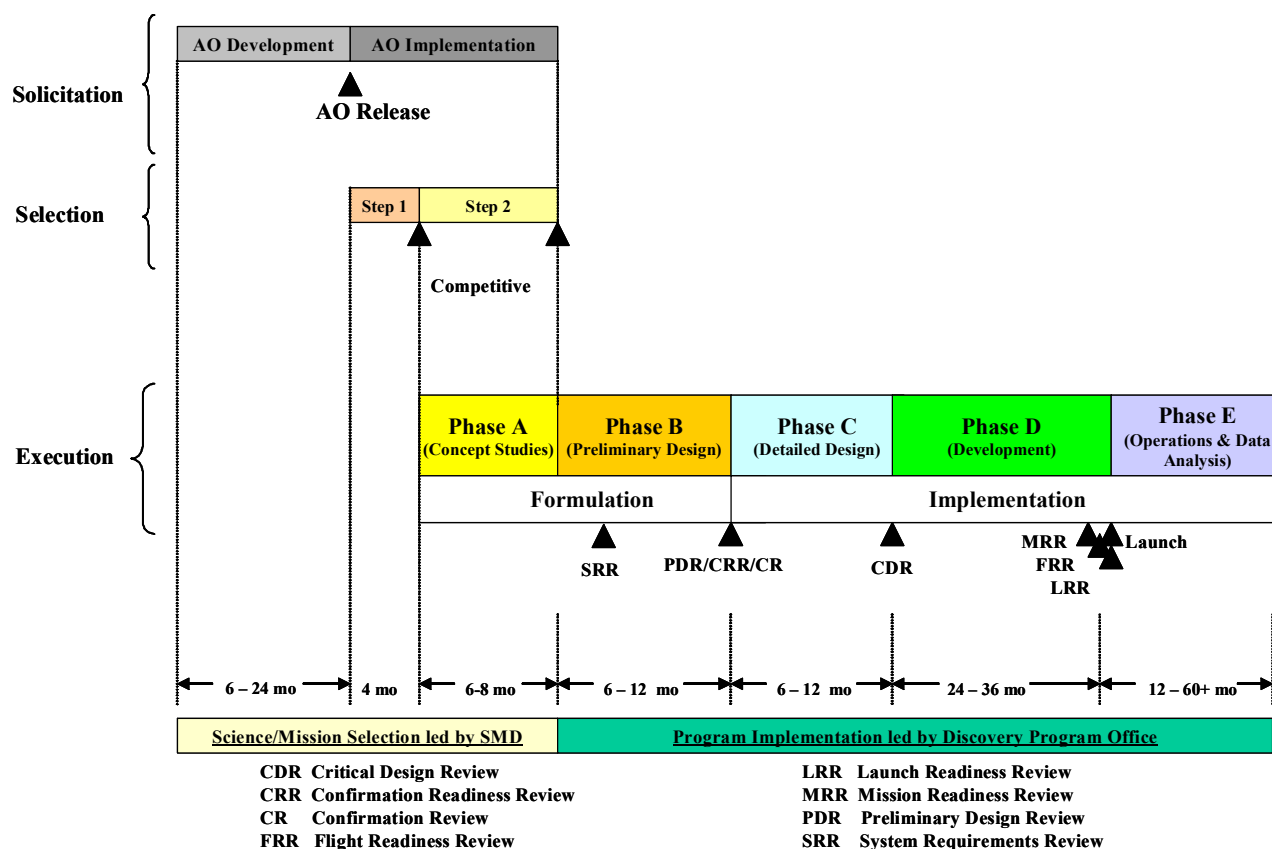 AO Development
AO Implementation
Solicitation
AO Release
Selection
Step 1
Step 2
Competitive
Execution
Phase A
(Concept Studies)
Phase B
(Preliminary Design)
Phase C
(Detailed Design)
Phase D
(Development)
Phase E
(Operations & Data
Analysis)
Formulation
Implementation
SRR
PDR/CRR/CR
CDR
MRR
FRR
LRR
Launch
6 – 24 mo
4 mo
6-8 mo
6 – 12 mo
6 – 12 mo
24 – 36 mo
12 – 60+ mo
Science/Mission Selection led by SMD
Program Implementation led by Discovery Program Office
CDR Critical Design Review
CRR Confirmation Readiness Review
CR Confirmation Review
FRR Flight Readiness Review
LRR Launch Readiness Review
MRR Mission Readiness Review
PDR Preliminary Design Review
SRR System Requirements Review